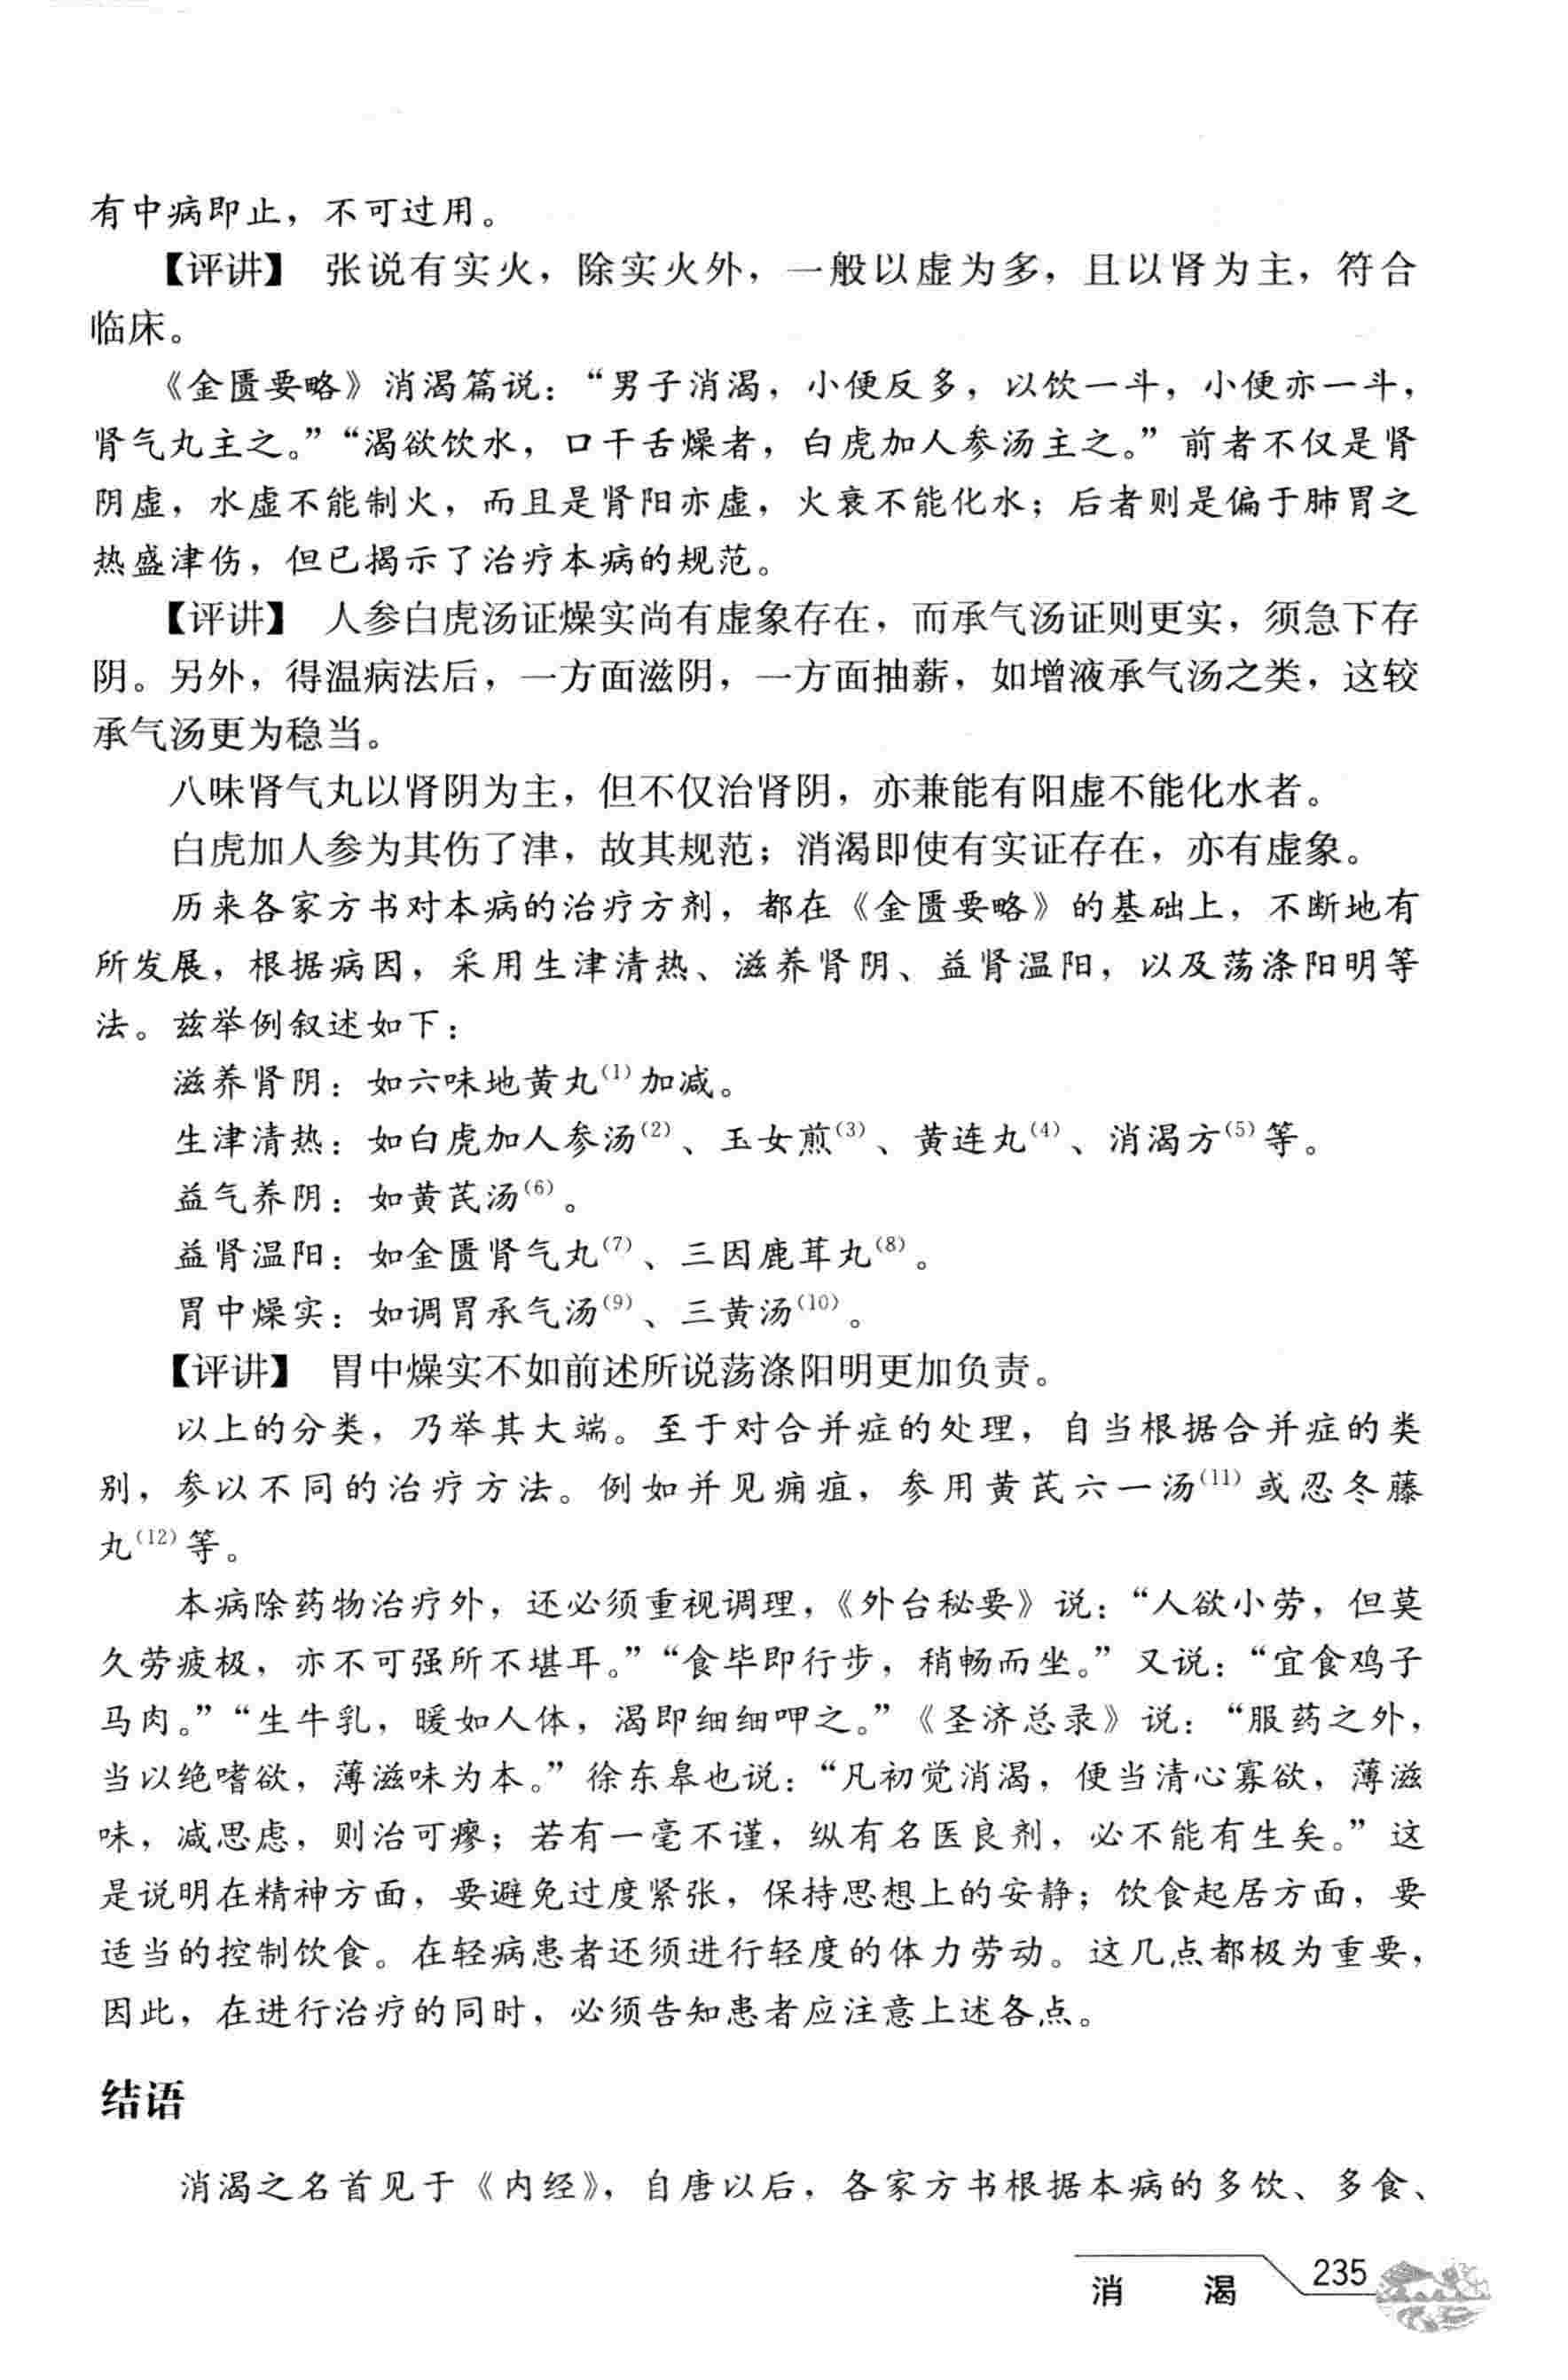 有中病即止，不可过用。
【评讲】 张说有实火，除实火外，一般以虚为多，且以肾为主，符合
临床。
《金匮要略》消渴篇说：“男子消渴，小便反多，以饮一斗，小便亦一斗，
肾气丸主之。”“渴欲饮水，口干舌燥者，白虎加人参汤主之。”前者不仅是肾
阴虚，水虚不能制火，而且是肾阳亦虚，火衰不能化水；后者则是偏于肺胃之
热盛津伤，但已揭示了治疗本病的规范。
【评讲】 人参白虎汤证燥实尚有虚象存在，而承气汤证则更实，须急下存
阴。另外，得温病法后，一方面滋阴，一方面抽薪，如增液承气汤之类，这较
承气汤更为稳当。
八味肾气丸以肾阴为主，但不仅治肾阴，亦兼能有阳虚不能化水者。
白虎加人参为其伤了津，故其规范；消渴即使有实证存在，亦有虚象。
历来各家方书对本病的治疗方剂，都在《金匮要略》的基础上，不断地有
所发展，根据病因，采用生津清热、滋养肾阴、益肾温阳，以及荡涤阳明等
法。兹举例叙述如下：
滋养肾阴：如六味地黄丸(1)加减。
生津清热：如白虎加人参汤(2)、玉女煎(3)、黄连丸(4)、消渴方(5)等。
益气养阴：如黄芪汤(6)。
益肾温阳：如金匮肾气丸(7)、三因鹿茸丸(8)。
胃中燥实：如调胃承气汤(9)、三黄汤(10)。
【评讲】 胃中燥实不如前述所说荡涤阳明更加负责。
以上的分类，乃举其大端。至于对合并症的处理，自当根据合并症的类
别，参以不同的治疗方法。例如并见痈疽，参用黄芪六一汤(11)或忍冬藤
丸(12)等。
本病除药物治疗外，还必须重视调理，《外台秘要》说：“人欲小劳，但莫
久劳疲极，亦不可强所不堪耳。”“食毕即行步，稍畅而坐。”又说：“宜食鸡子
马肉。”“生牛乳，暖如人体，渴即细细呷之。”《圣济总录》说：“服药之外，
当以绝嗜欲，薄滋味为本。”徐东皋也说：“凡初觉消渴，便当清心寡欲，薄滋
味，减思虑，则治可瘳；若有一毫不谨，纵有名医良剂，必不能有生矣。”这
是说明在精神方面，要避免过度紧张，保持思想上的安静；饮食起居方面，要
适当的控制饮食。在轻病患者还须进行轻度的体力劳动。这几点都极为重要，
因此，在进行治疗的同时，必须告知患者应注意上述各点。
结语
消渴之名首见于《内经》，自唐以后，各家方书根据本病的多饮、多食、
消 渴 235